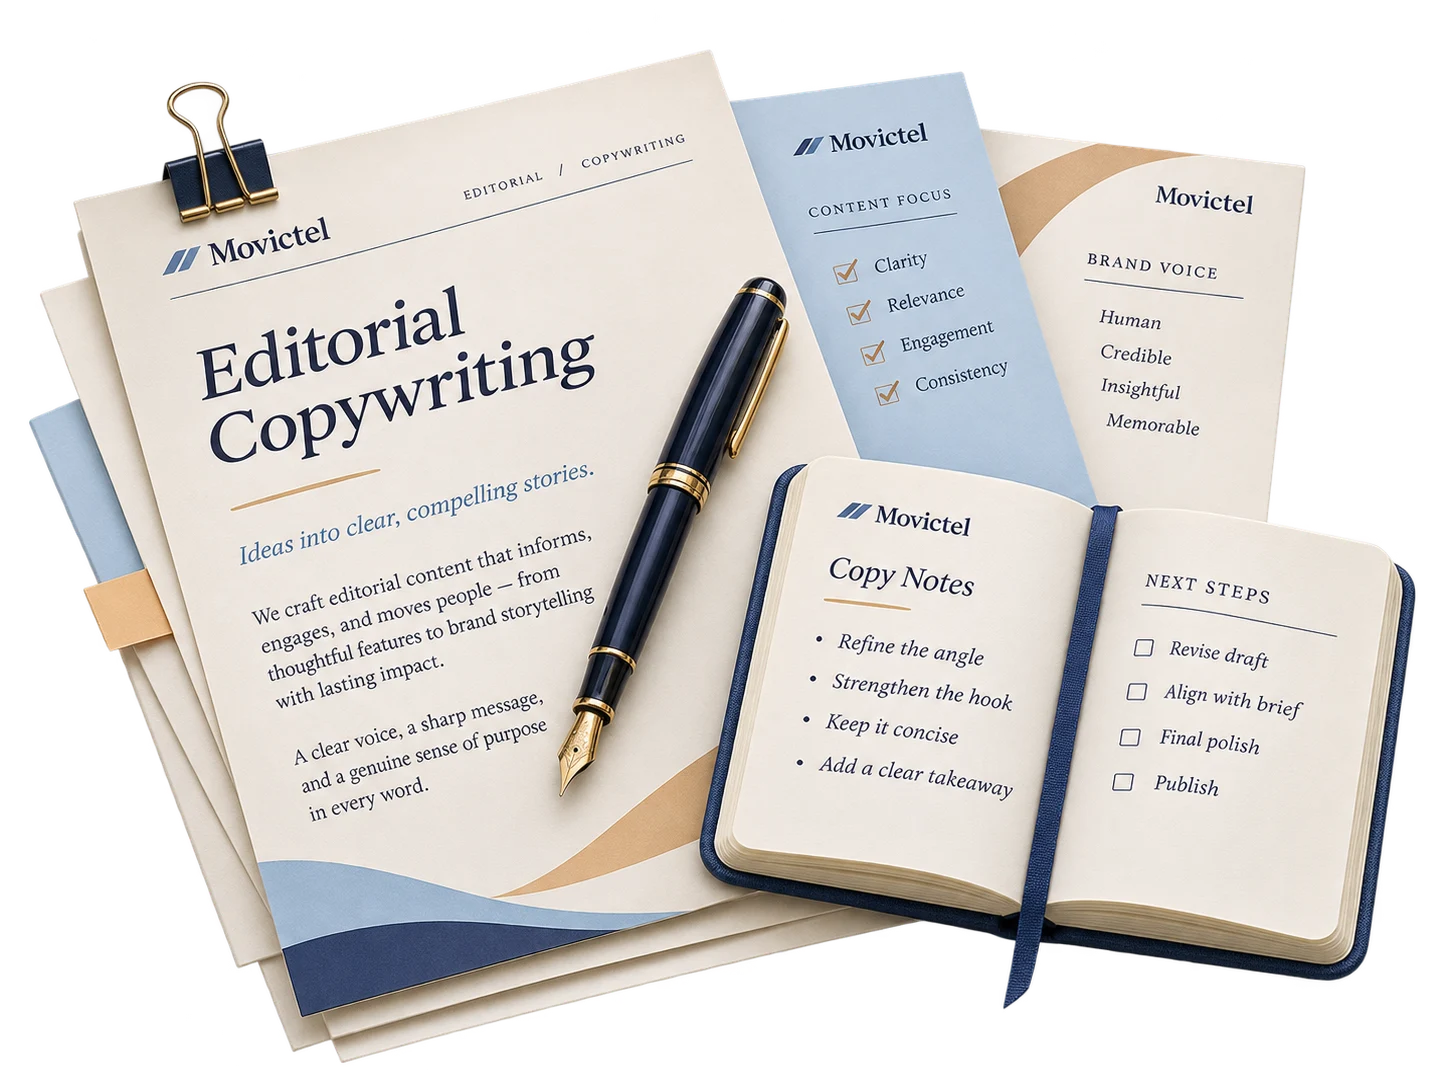 EDITORIAL / COPYWRITING
Movictel
Editorial
Copywriting
Ideas into clear, compelling stories.
We craft editorial content that informs,
engages, and moves people — from
thoughtful features to brand storytelling
with lasting impact.
A clear voice, a sharp message,
and a genuine sense of purpose
in every word.
Movictel
CONTENT FOCUS
Clarity
Relevance
Engagement
Consistency
Movictel
BRAND VOICE
Human
Credible
Insightful
Memorable
Movictel
Copy Notes
• Refine the angle
• Strengthen the hook
• Keep it concise
• Add a clear takeaway
NEXT STEPS
Revise draft
Align with brief
Final polish
Publish